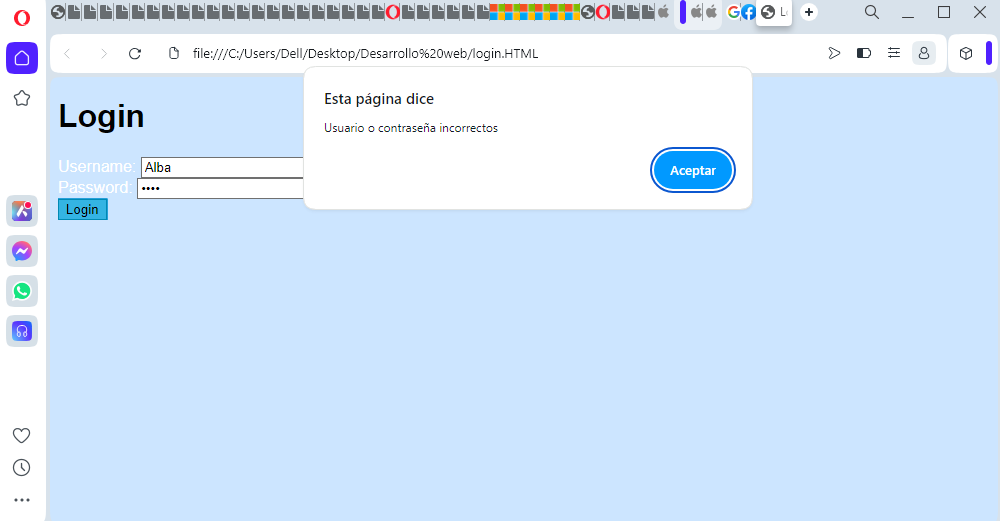 Lo
file:///C:/Users/Dell/Desktop/Desarrollo%20web/login.HTML
Esta página dice
Usuario o contraseña incorrectos
Aceptar
Login
Username: Alba
Password: ••••
Login